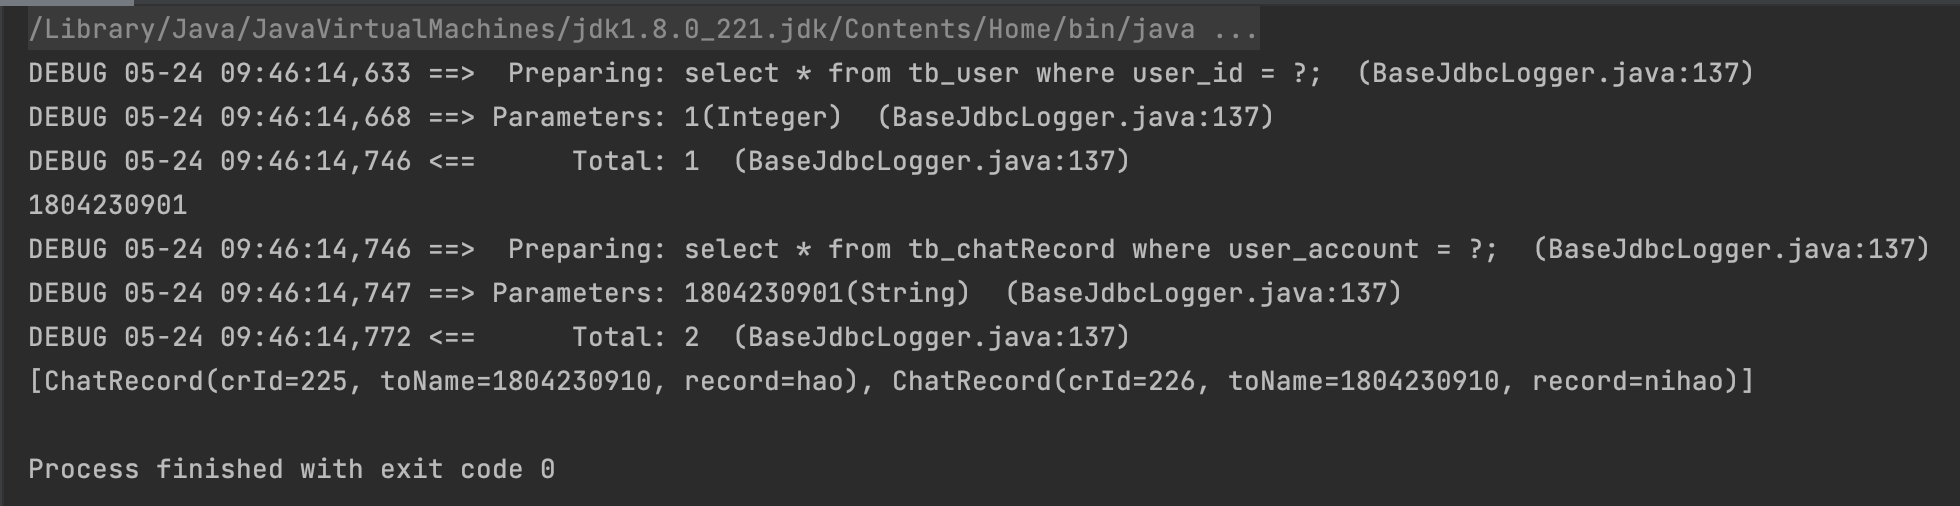 /Library/Java/JavaVirtualMachines/jdk1.8.0_221.jdk/Contents/Home/bin/java ...
DEBUG 05-24 09:46:14,633 ==>  Preparing: select * from tb_user where user_id = ?;  (BaseJdbcLogger.java:137)
DEBUG 05-24 09:46:14,668 ==> Parameters: 1(Integer)  (BaseJdbcLogger.java:137)
DEBUG 05-24 09:46:14,746 <==      Total: 1  (BaseJdbcLogger.java:137)
1804230901
DEBUG 05-24 09:46:14,746 ==>  Preparing: select * from tb_chatRecord where user_account = ?;  (BaseJdbcLogger.java:137)
DEBUG 05-24 09:46:14,747 ==> Parameters: 1804230901(String)  (BaseJdbcLogger.java:137)
DEBUG 05-24 09:46:14,772 <==      Total: 2  (BaseJdbcLogger.java:137)
[ChatRecord(crId=225, toName=1804230910, record=hao), ChatRecord(crId=226, toName=1804230910, record=nihao)]
Process finished with exit code 0